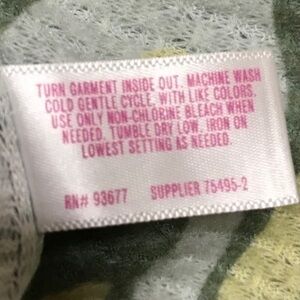 TURN GARMENT INSIDE OUT. MACHINE WASH
COLD GENTLE CYCLE, WITH LIKE COLORS.
USE ONLY NON-CHLORINE BLEACH WHEN
NEEDED. TUMBLE DRY LOW. IRON ON
LOWEST SETTING AS NEEDED.
RN# 93677 SUPPLIER 75495-2